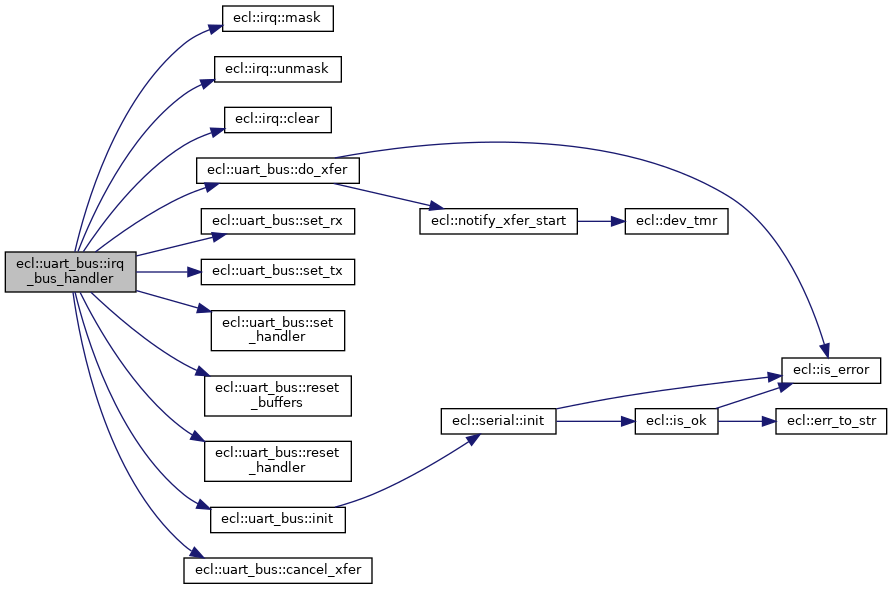 ecl::irq::mask
ecl::irq::unmask
ecl::irq::clear
ecl::uart_bus::do_xfer
ecl::uart_bus::set_rx
ecl::notify_xfer_start
ecl::dev_tmr
ecl::uart_bus::irq
_bus_handler
ecl::uart_bus::set_tx
ecl::uart_bus::set
_handler
ecl::is_error
ecl::uart_bus::reset
_buffers
ecl::serial::init
ecl::is_ok
ecl::err_to_str
ecl::uart_bus::reset
_handler
ecl::uart_bus::init
ecl::uart_bus::cancel_xfer